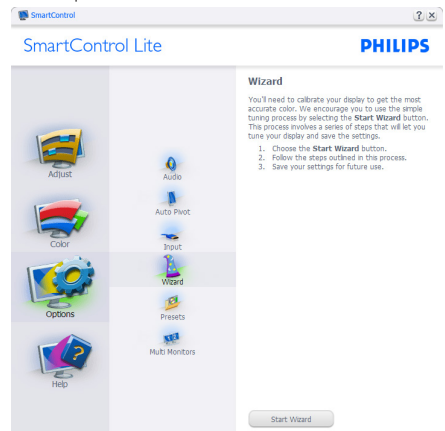 SmartControl
SmartControl Lite
PHILIPS
Adjust
Color
Options
Help
Audio
Auto Pivot
Input
Wizard
Presets
Multi Monitors
Wizard
You'll need to calibrate your display to get the most
accurate color. We encourage you to use the simple
tuning process by selecting the Start Wizard button.
This process involves a series of steps that will let you
tune your display and save the settings.
1. Choose the Start Wizard button.
2. Follow the steps outlined in this process.
3. Save your settings for future use.
Start Wizard